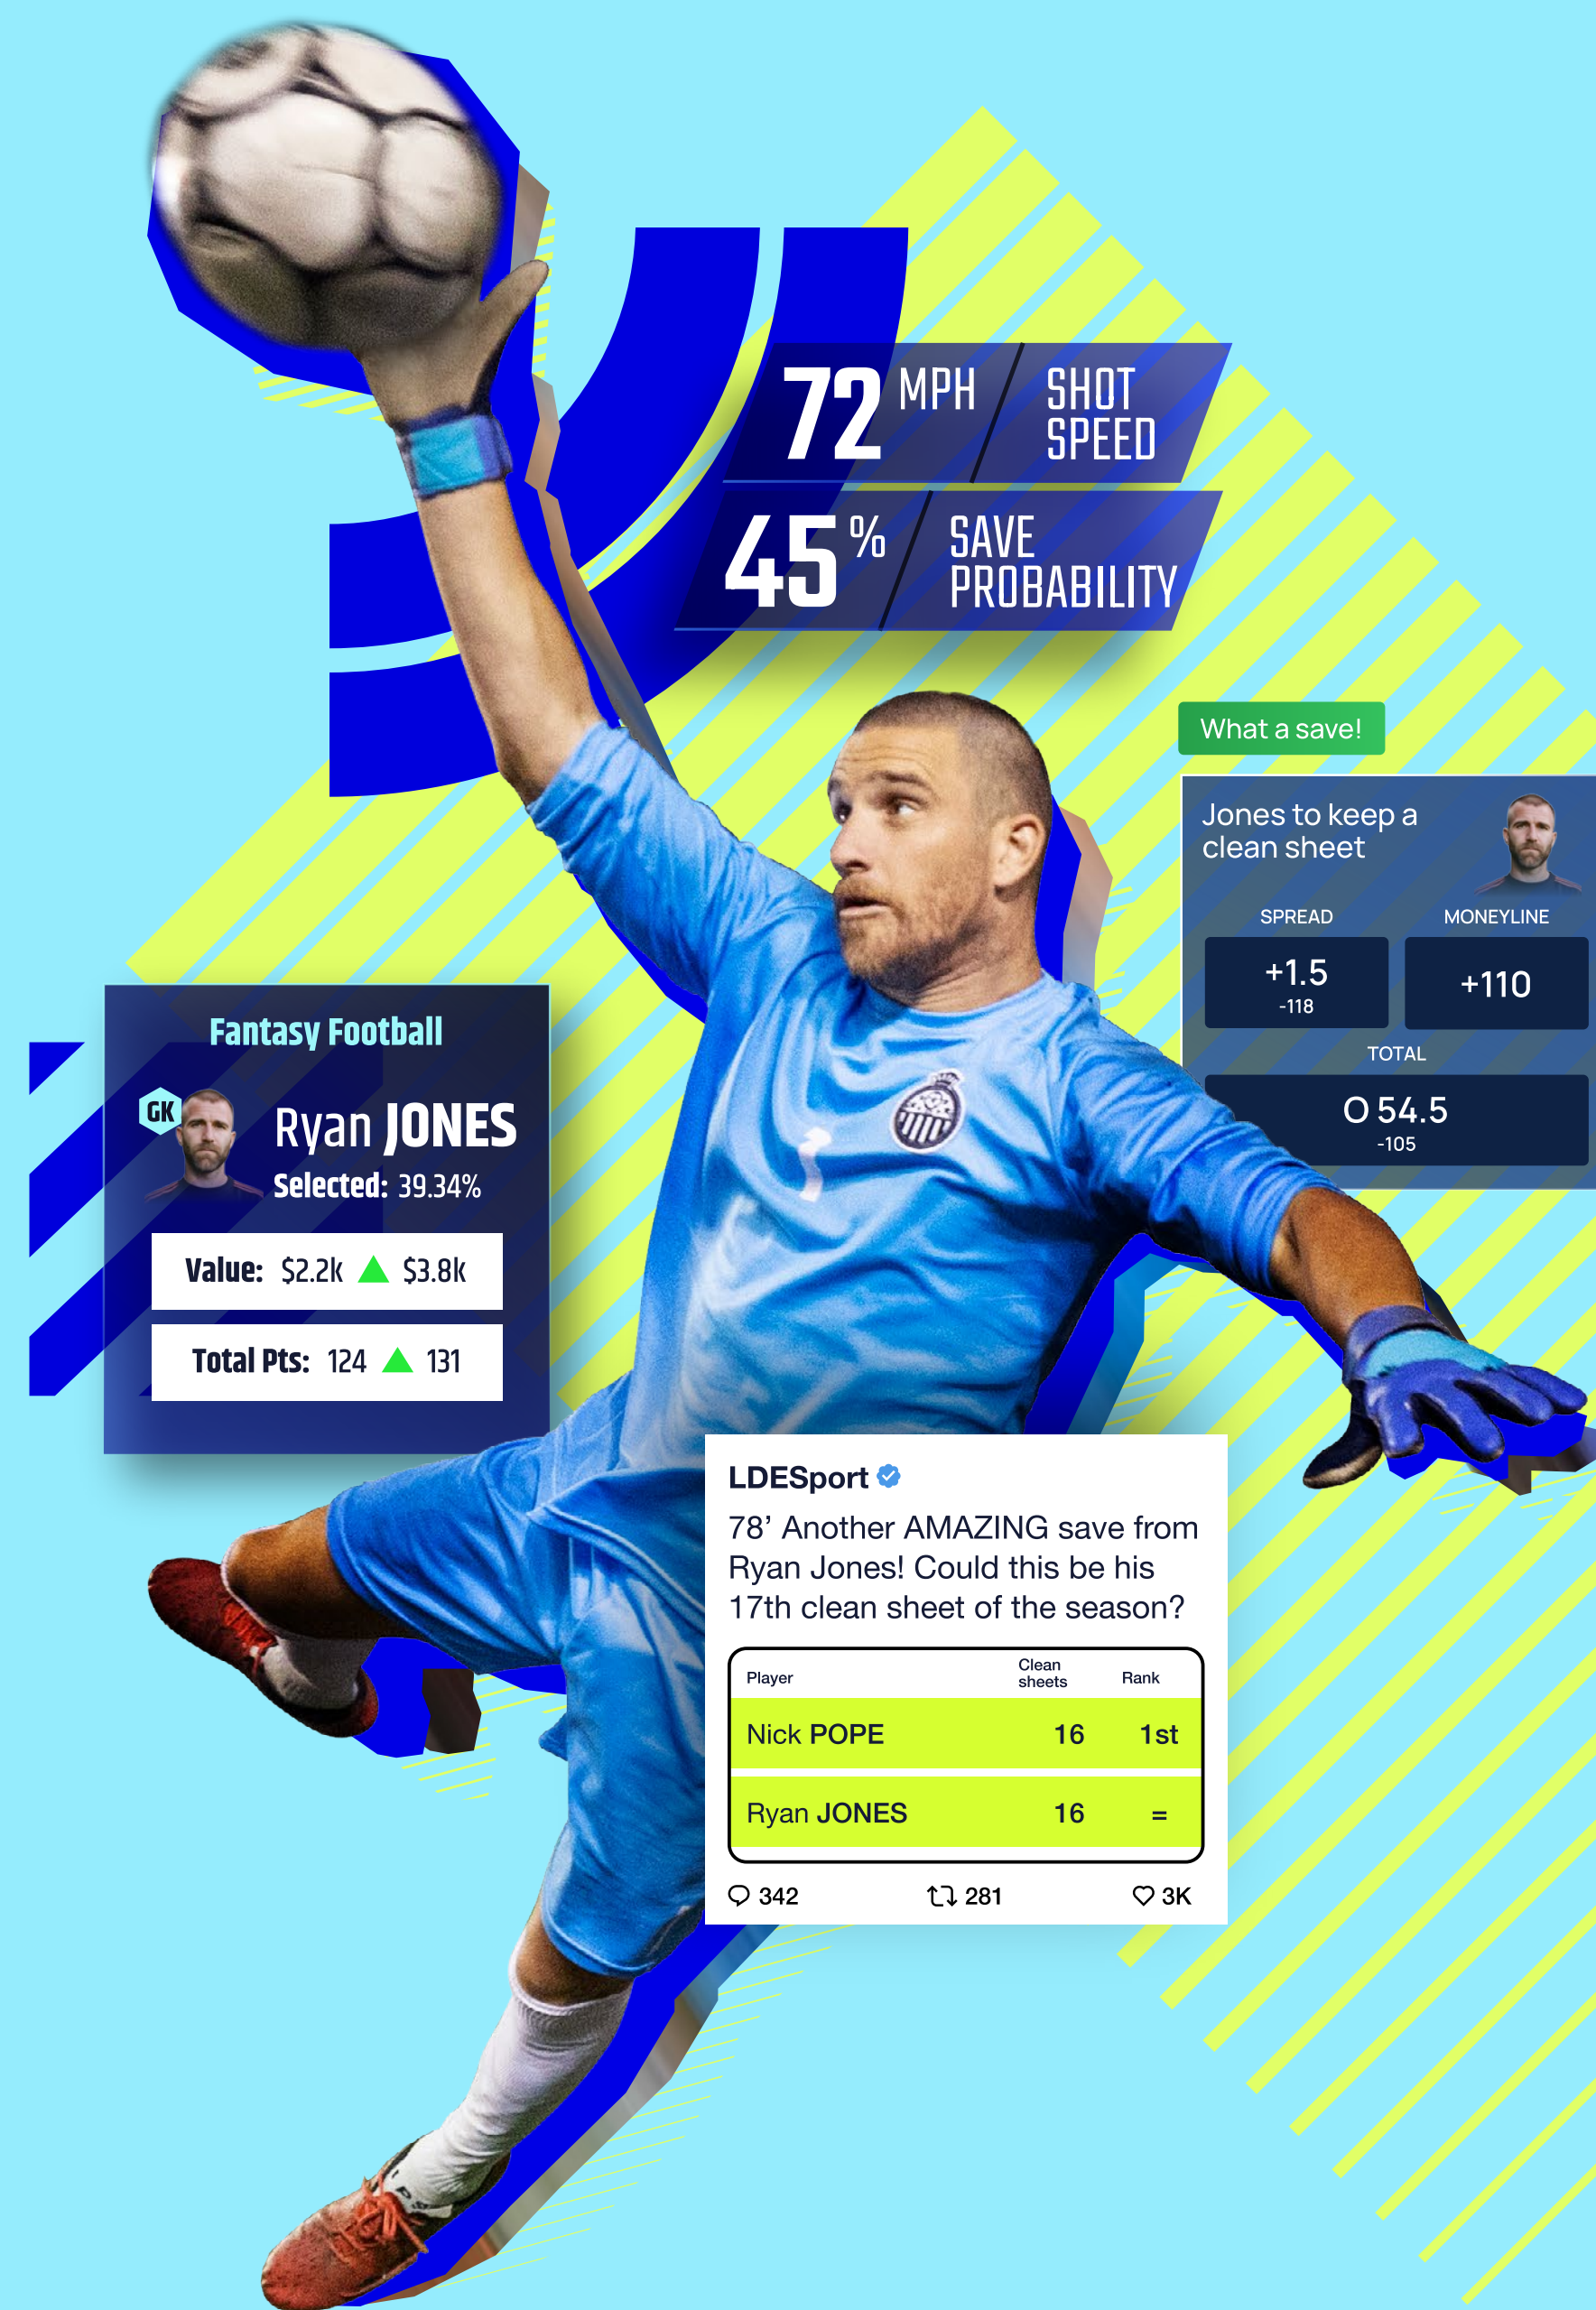 72 MPH
SHOT
SPEED
45 %
SAVE
PROBABILITY
What a save!
Jones to keep a
clean sheet
SPREAD
MONEYLINE
+1.5
-118
+110
TOTAL
O 54.5
-105
Fantasy Football
GK
Ryan JONES
Selected: 39.34%
Value: $2.2k $3.8k
Total Pts: 124 131
1
LDESport
78’ Another AMAZING save from
Ryan Jones! Could this be his
17th clean sheet of the season?
Player Clean
sheets Rank
Nick POPE 16 1st
Ryan JONES 16 =
342 281 3K